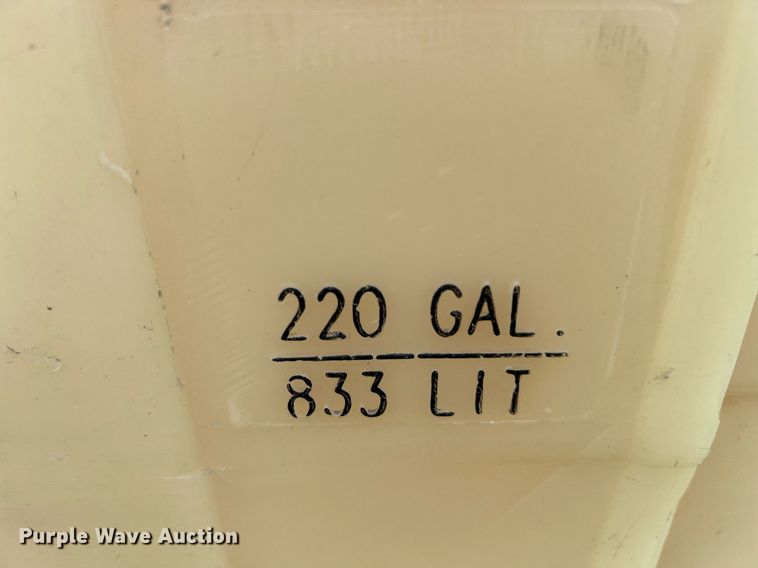 220 GAL.
833 LIT
Purple Wave Auction